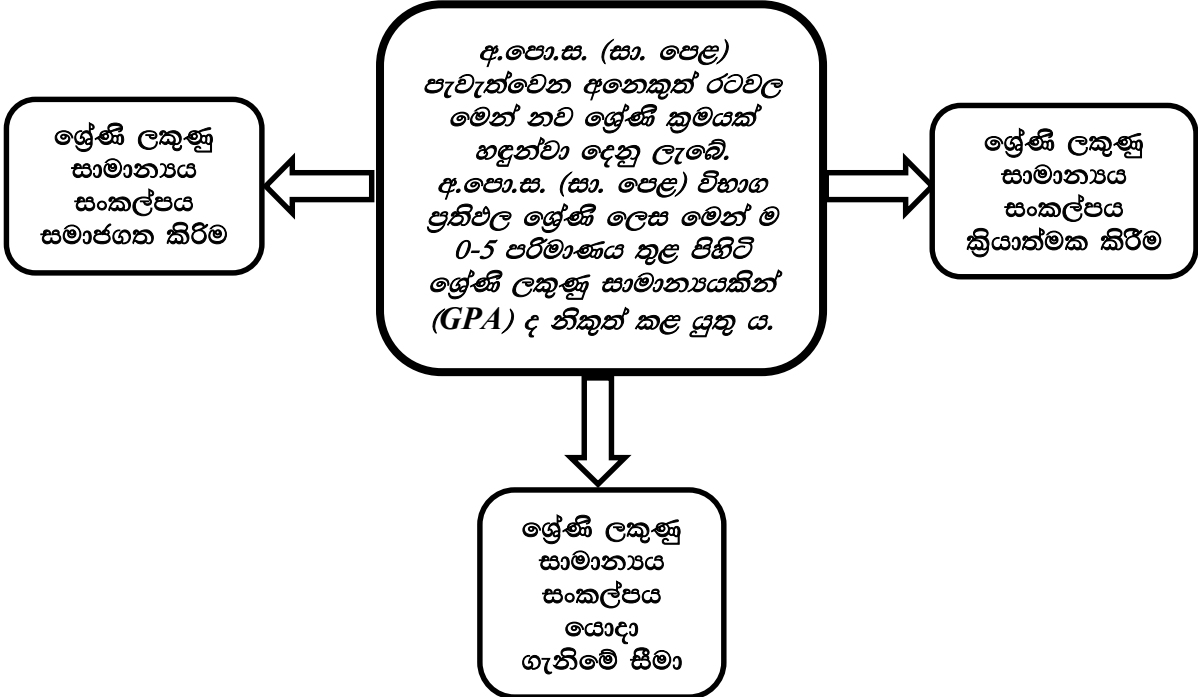 අ.පො.ස. (සා. පෙළ)
පැවැත්වෙන අනෙකුත් රටවල
මෙන් නව ශ්‍රේණි ක්‍රමයක්
හඳුන්වා දෙනු ලැබේ.
අ.පො.ස. (සා. පෙළ) විභාග
ප්‍රතිඵල ශ්‍රේණි ලෙස මෙන් ම
0-5 පරිමාණය තුළ පිහිටි
ශ්‍රේණි ලකුණු සාමාන්‍යයකින්
(GPA) ද නිකුත් කළ යුතු ය.
ශ්‍රේණි ලකුණු
සාමාන්‍යය
සංකල්පය
සමාජගත කිරිම
ශ්‍රේණි ලකුණු
සාමාන්‍යය
සංකල්පය
ක්‍රියාත්මක කිරීම
ශ්‍රේණි ලකුණු
සාමාන්‍යය
සංකල්පය
යොදා
ගැනිමේ සීමා